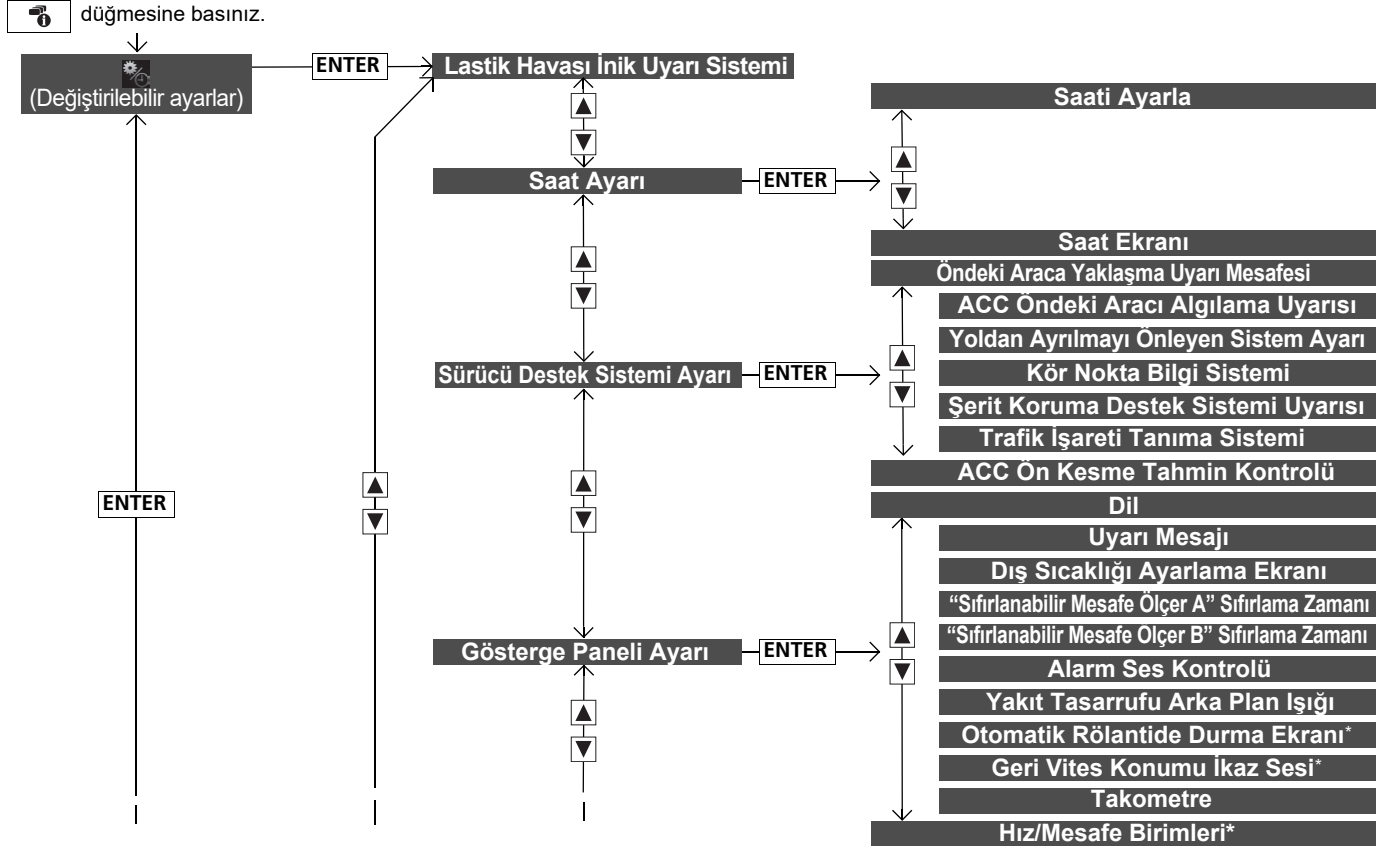 düğmesine basınız.
(Değiştirilebilir ayarlar)
ENTER
Lastik Havası İnik Uyarı Sistemi
Saati Ayarla
Saat Ayarı
ENTER
Saat Ekranı
Öndeki Araca Yaklaşma Uyarı Mesafesi
ACC Öndeki Aracı Algılama Uyarısı
Yoldan Ayrılmayı Önleyen Sistem Ayarı
Sürücü Destek Sistemi Ayarı
ENTER
Kör Nokta Bilgi Sistemi
Şerit Koruma Destek Sistemi Uyarısı
Trafik İşareti Tanıma Sistemi
ACC Ön Kesme Tahmin Kontrolü
ENTER
Dil
Uyarı Mesajı
Dış Sıcaklığı Ayarlama Ekranı
“Sıfırlanabilir Mesafe Ölçer A” Sıfırlama Zamanı
“Sıfırlanabilir Mesafe Ölçer B” Sıfırlama Zamanı
Gösterge Paneli Ayarı
ENTER
Alarm Ses Kontrolü
Yakıt Tasarrufu Arka Plan Işığı
Otomatik Rölantide Durma Ekranı*
Geri Vites Konumu İkaz Sesi*
Takometre
Hız/Mesafe Birimleri*